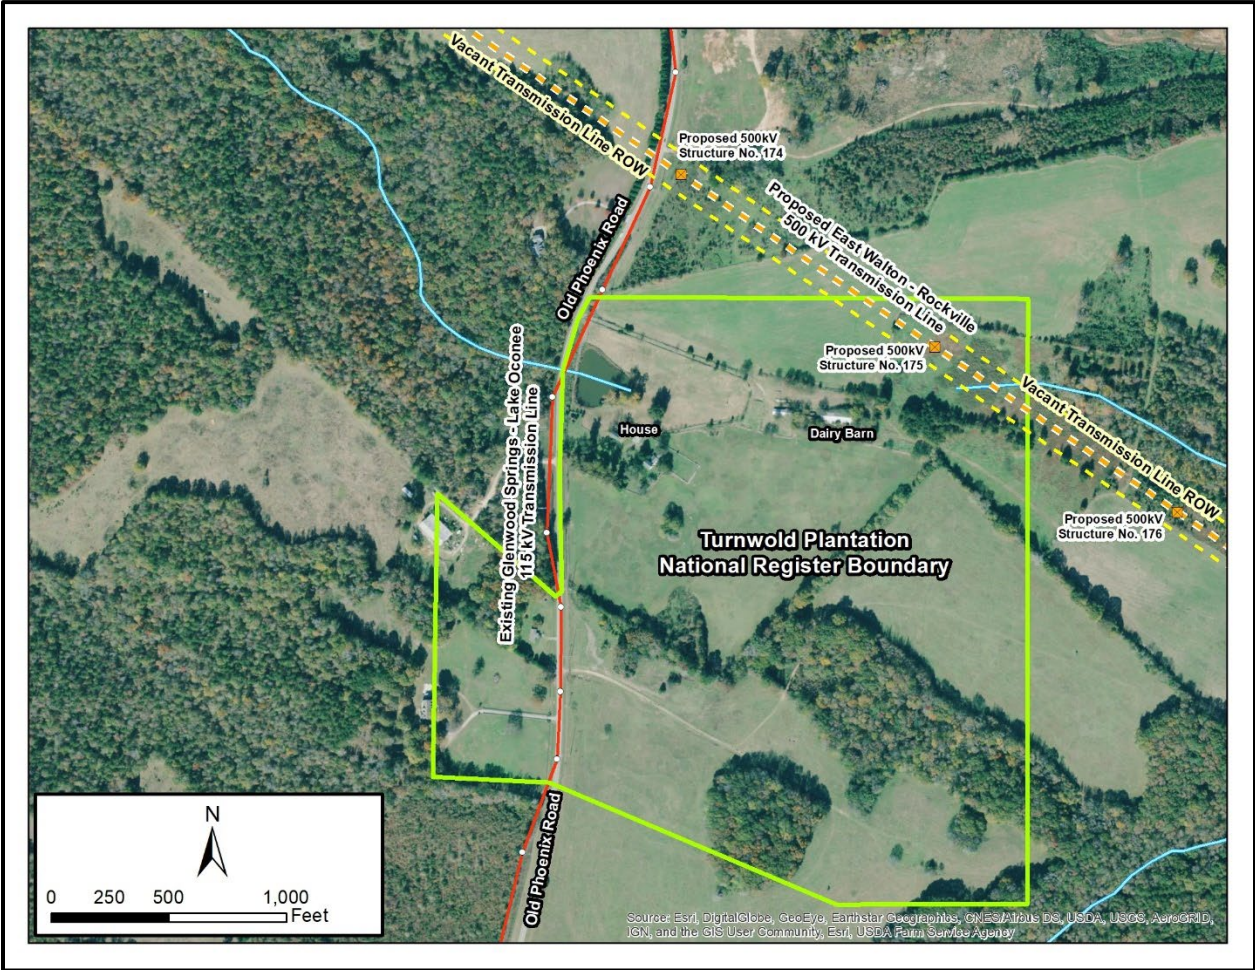 Vacant Transmission Line ROW
Proposed 500kV
Structure No. 174
Old Phoenix Road
Proposed East Walton - Rockville
500 kV Transmission Line
Proposed 500kV
Structure No. 175
Existing Glenwood Springs - Lake Oconee
115 kV Transmission Line
House
Dairy Barn
Vacant Transmission Line ROW
Proposed 500kV
Structure No. 176
Turnwold Plantation
National Register Boundary
Old Phoenix Road
N
0 250 500 1,000
Feet
Source: Esri, DigitalGlobe, GeoEye, Earthstar Geographics, CNES/Airbus DS, USDA, USGS, AeroGRID,
IGN, and the GIS User Community, Esri, USDA Farm Service Agency